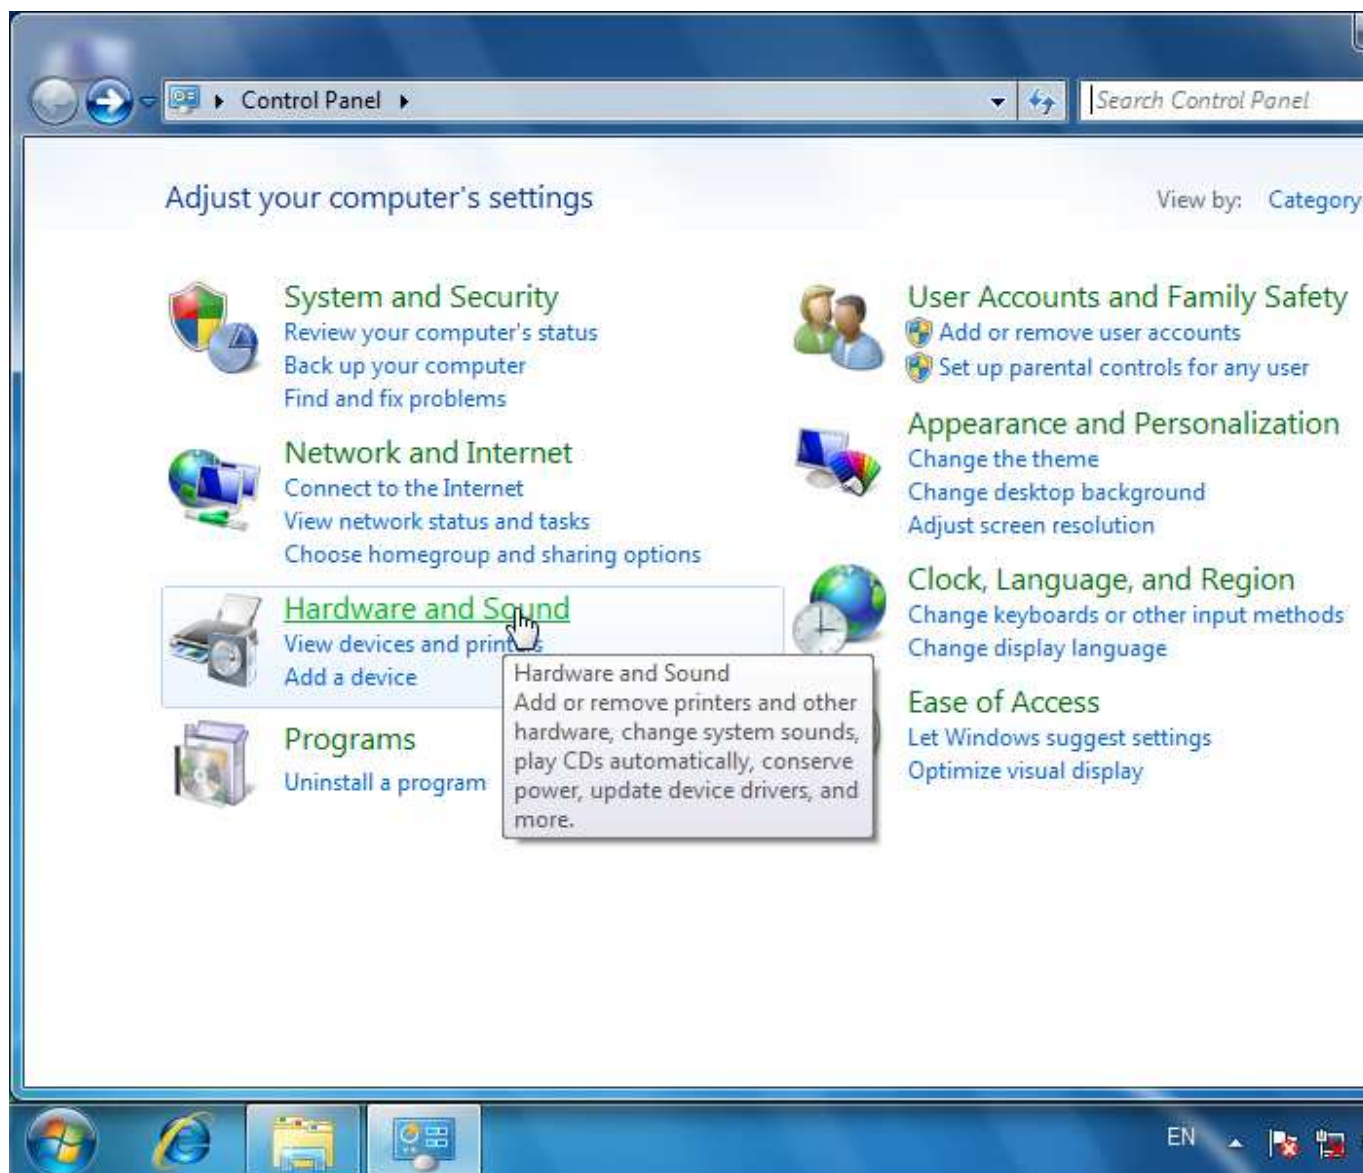 Control Panel
Search Control Panel
Adjust your computer's settings
View by: Category
System and Security
Review your computer's status
Back up your computer
Find and fix problems
Network and Internet
Connect to the Internet
View network status and tasks
Choose homegroup and sharing options
Hardware and Sound
View devices and printers
Add a device
Hardware and Sound
Add or remove printers and other
hardware, change system sounds,
play CDs automatically, conserve
power, update device drivers, and
more.
Programs
Uninstall a program
User Accounts and Family Safety
Add or remove user accounts
Set up parental controls for any user
Appearance and Personalization
Change the theme
Change desktop background
Adjust screen resolution
Clock, Language, and Region
Change keyboards or other input methods
Change display language
Ease of Access
Let Windows suggest settings
Optimize visual display
EN